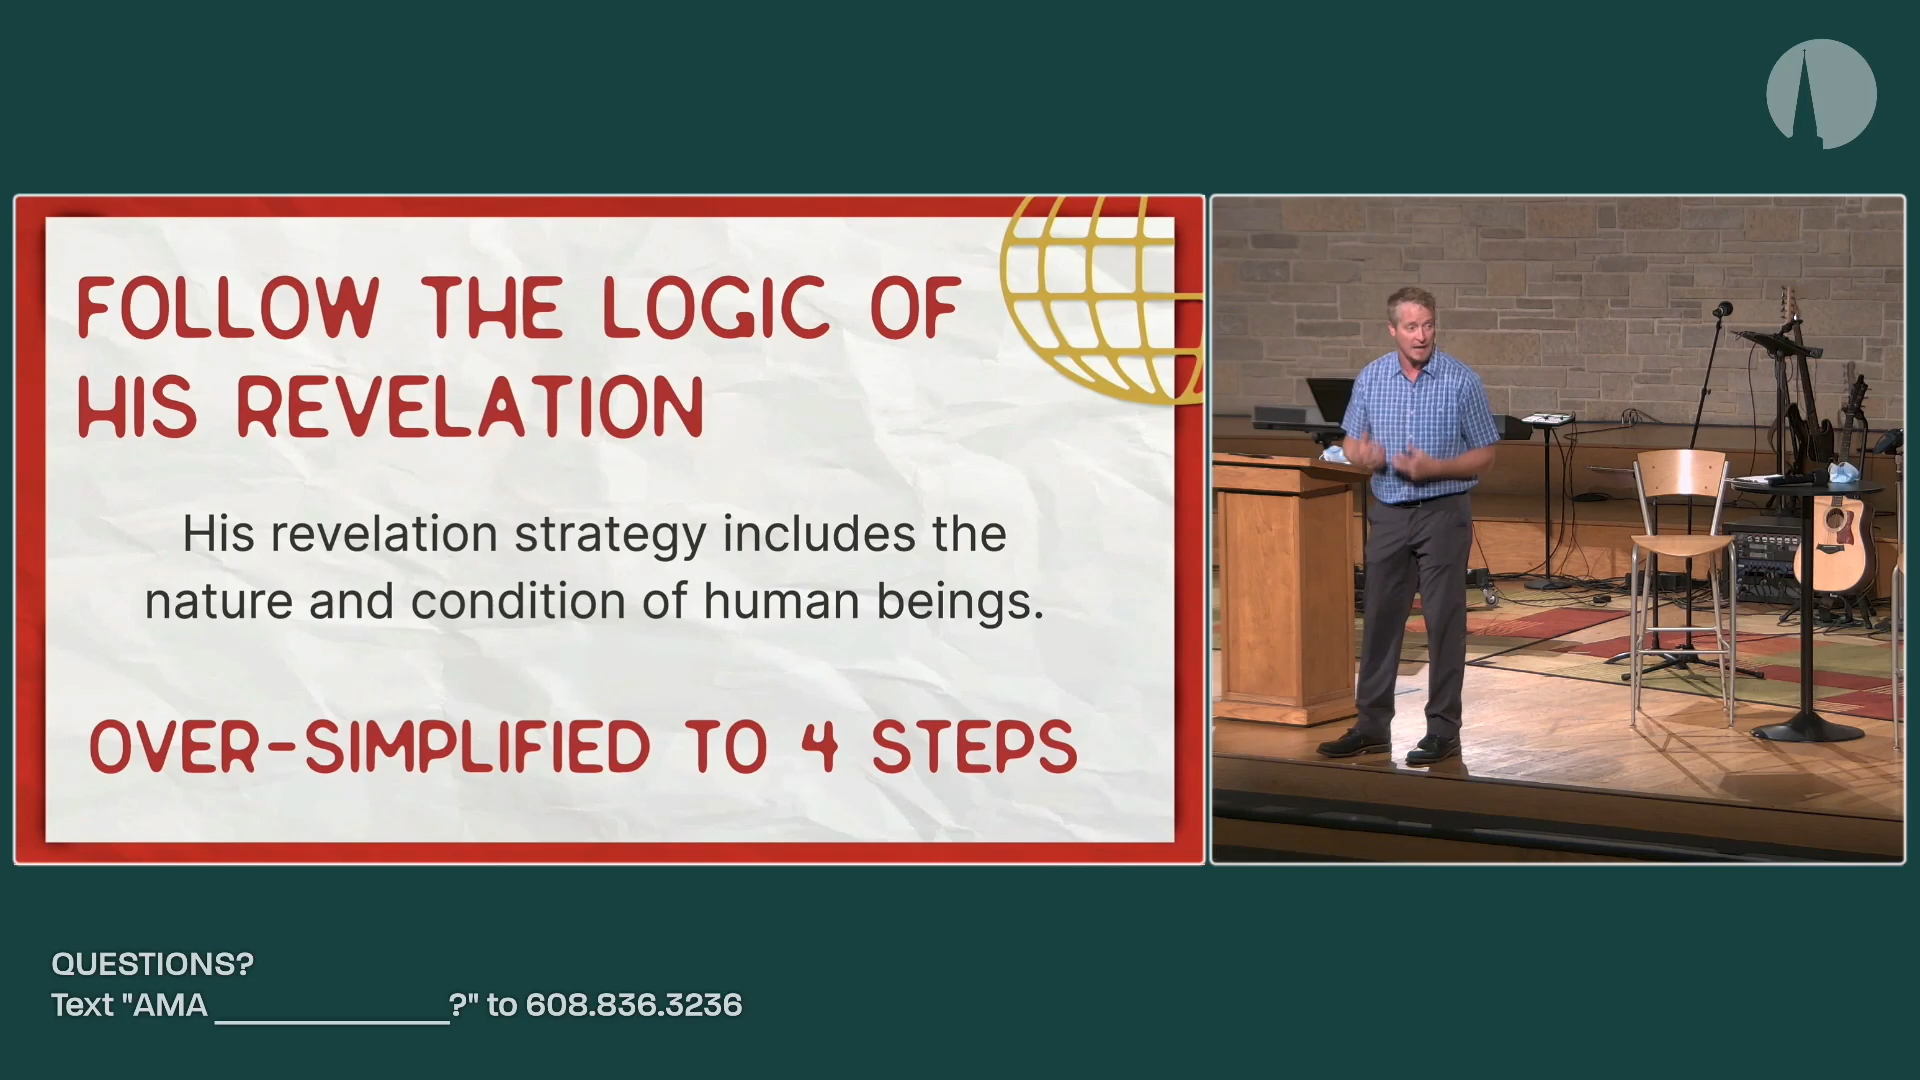 FOLLOW THE LOGIC OF
HIS REVELATION
His revelation strategy includes the
nature and condition of human beings.
OVER-SIMPLIFIED TO 4 STEPS
QUESTIONS?
Text "AMA ______________?" to 608.836.3236